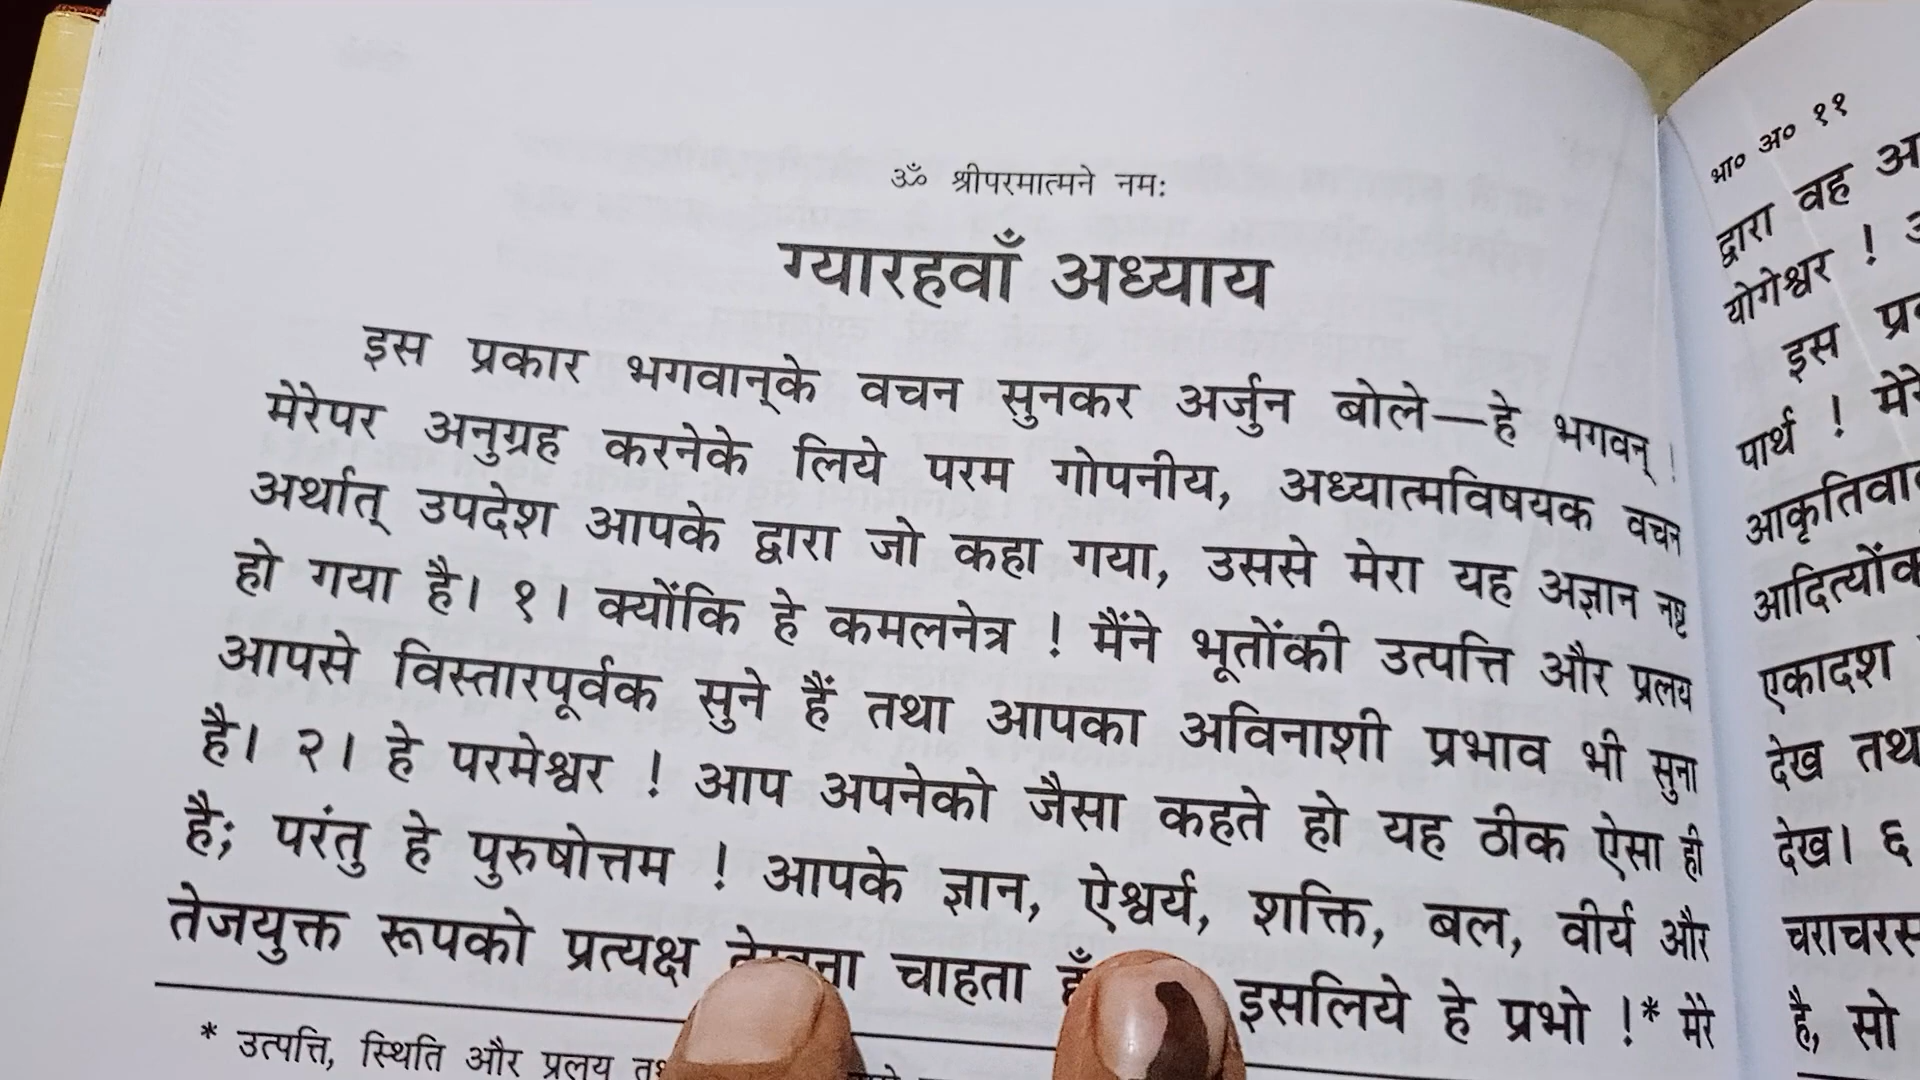 ॐ श्रीपरमात्मने नमः
ग्यारहवाँ अध्याय
इस प्रकार भगवान्‌के वचन सुनकर अर्जुन बोले—हे भगवन् !
मेरेपर अनुग्रह करनेके लिये परम गोपनीय, अध्यात्मविषयक वचन
अर्थात् उपदेश आपके द्वारा जो कहा गया, उससे मेरा यह अज्ञान नष्ट
हो गया है। १। क्योंकि हे कमलनेत्र ! मैंने भूतोंकी उत्पत्ति और प्रलय
आपसे विस्तारपूर्वक सुने हैं तथा आपका अविनाशी प्रभाव भी सुना
है। २। हे परमेश्वर ! आप अपनेको जैसा कहते हो यह ठीक ऐसा ही
है; परंतु हे पुरुषोत्तम ! आपके ज्ञान, ऐश्वर्य, शक्ति, बल, वीर्य और
तेजयुक्त रूपको प्रत्यक्ष चाहता इसलिये हे प्रभो !* मेरे
* उत्पत्ति, स्थिति और प्रलय
भा० अ० ११
द्वारा वह
योगेश्वर !
इस
पार्थ !
एकादश
देख
देख। ६
है, सो